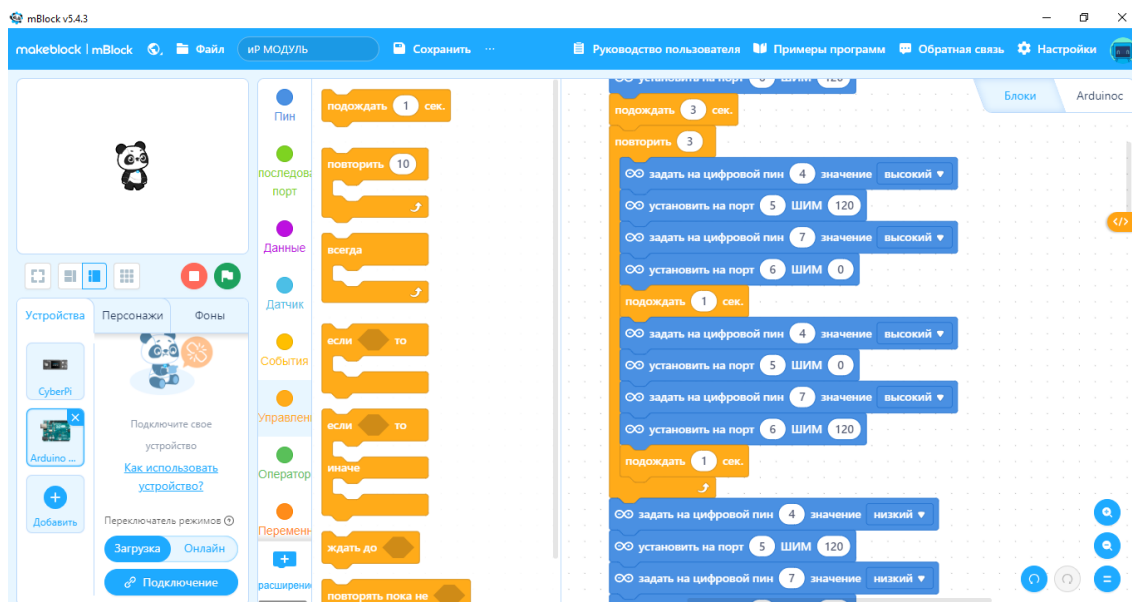 mBlock v5.4.3
makeblock | mBlock Файл иР МОДУЛЬ Сохранить ... Руководство пользователя Примеры программ Обратная связь Настройки
Устройства Персонажи Фоны
CyberPi
Arduino ...
Добавить
Подключите свое
устройство
Как использовать
устройство?
Переключатель режимов
Загрузка Онлайн
Подключение
Пин
последова
порт
Данные
Датчик
События
Управлен
Оператор
Переменн
расширени
подождать 1 сек.
повторить 10
всегда
если то
если то
иначе
ждать до
повторять пока не
установить на порт 6 ШИМ 120
подождать 3 сек.
повторить 3
задать на цифровой пин 4 значение высокий
установить на порт 5 ШИМ 120
задать на цифровой пин 7 значение высокий
установить на порт 6 ШИМ 0
подождать 1 сек.
задать на цифровой пин 4 значение высокий
установить на порт 5 ШИМ 0
задать на цифровой пин 7 значение высокий
установить на порт 6 ШИМ 120
подождать 1 сек.
задать на цифровой пин 4 значение низкий
установить на порт 5 ШИМ 120
задать на цифровой пин 7 значение низкий
Блоки Arduinoc